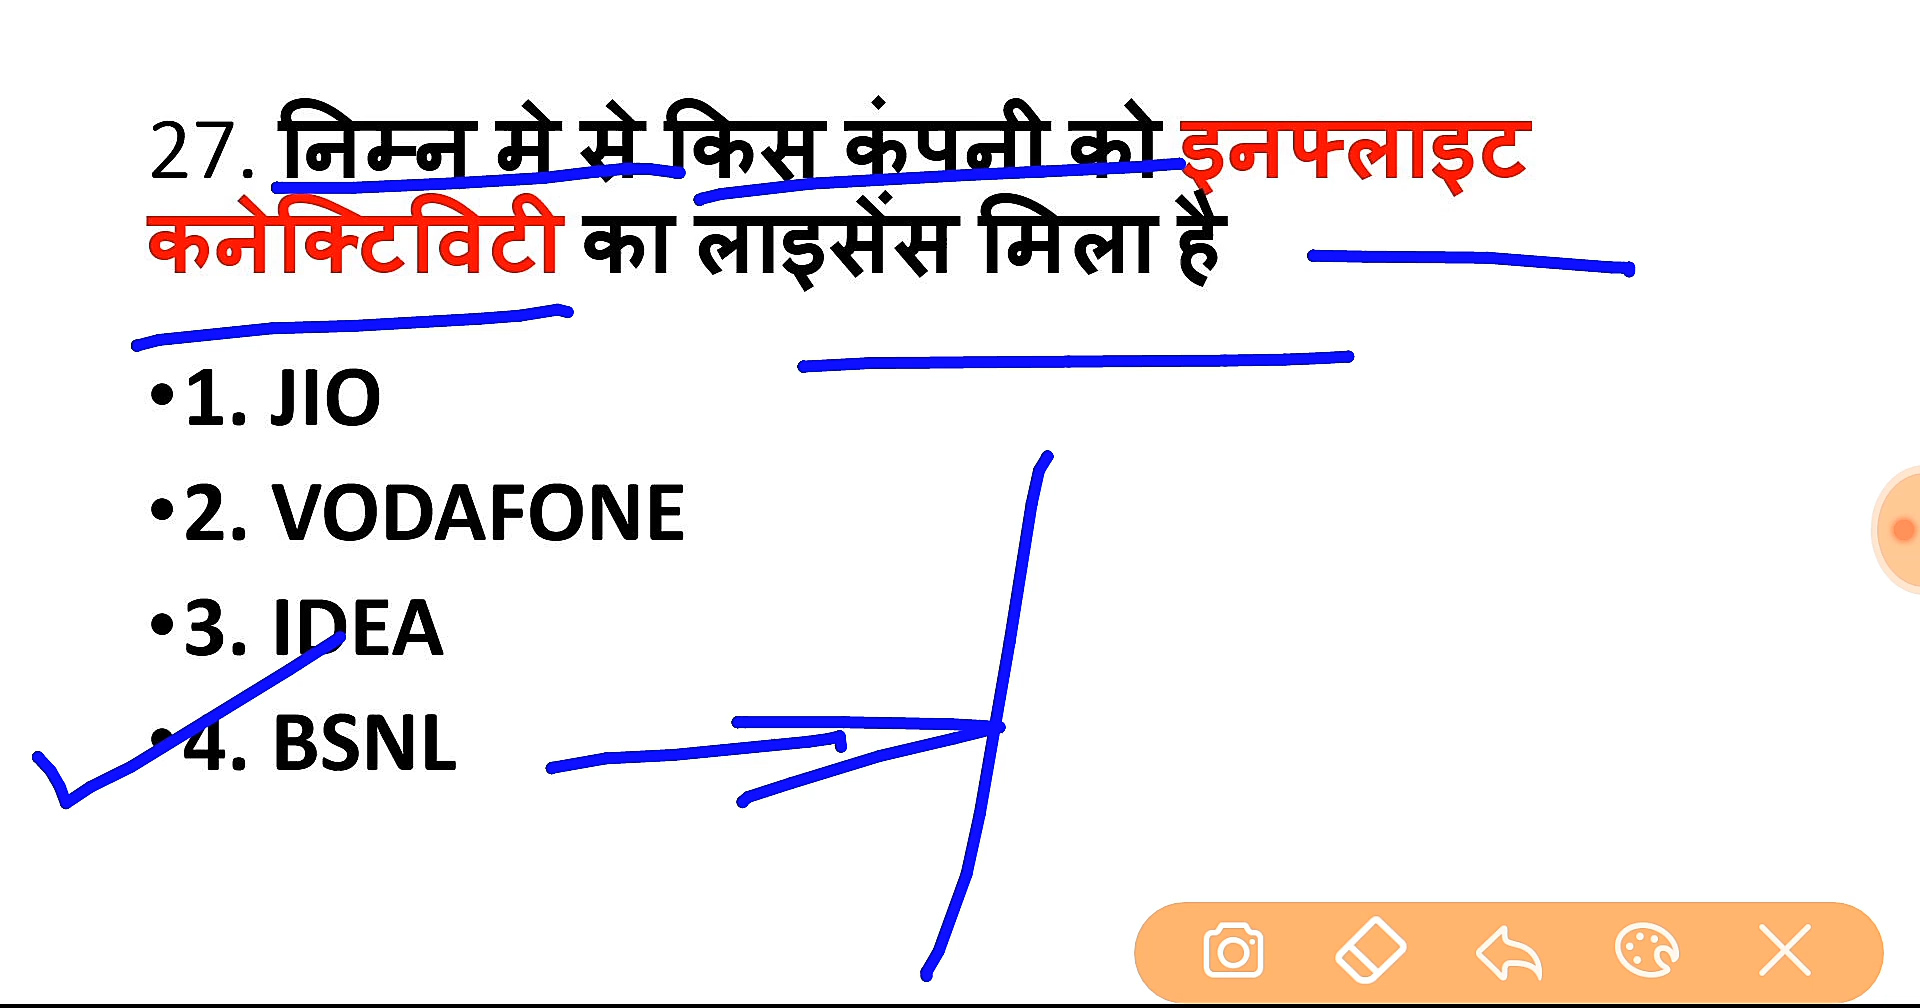 27. निम्न मे से किस कंपनी को इनफ्लाइट
कनेक्टिविटी का लाइसेंस मिला है
•1. JIO
•2. VODAFONE
•3. IDEA
•4. BSNL